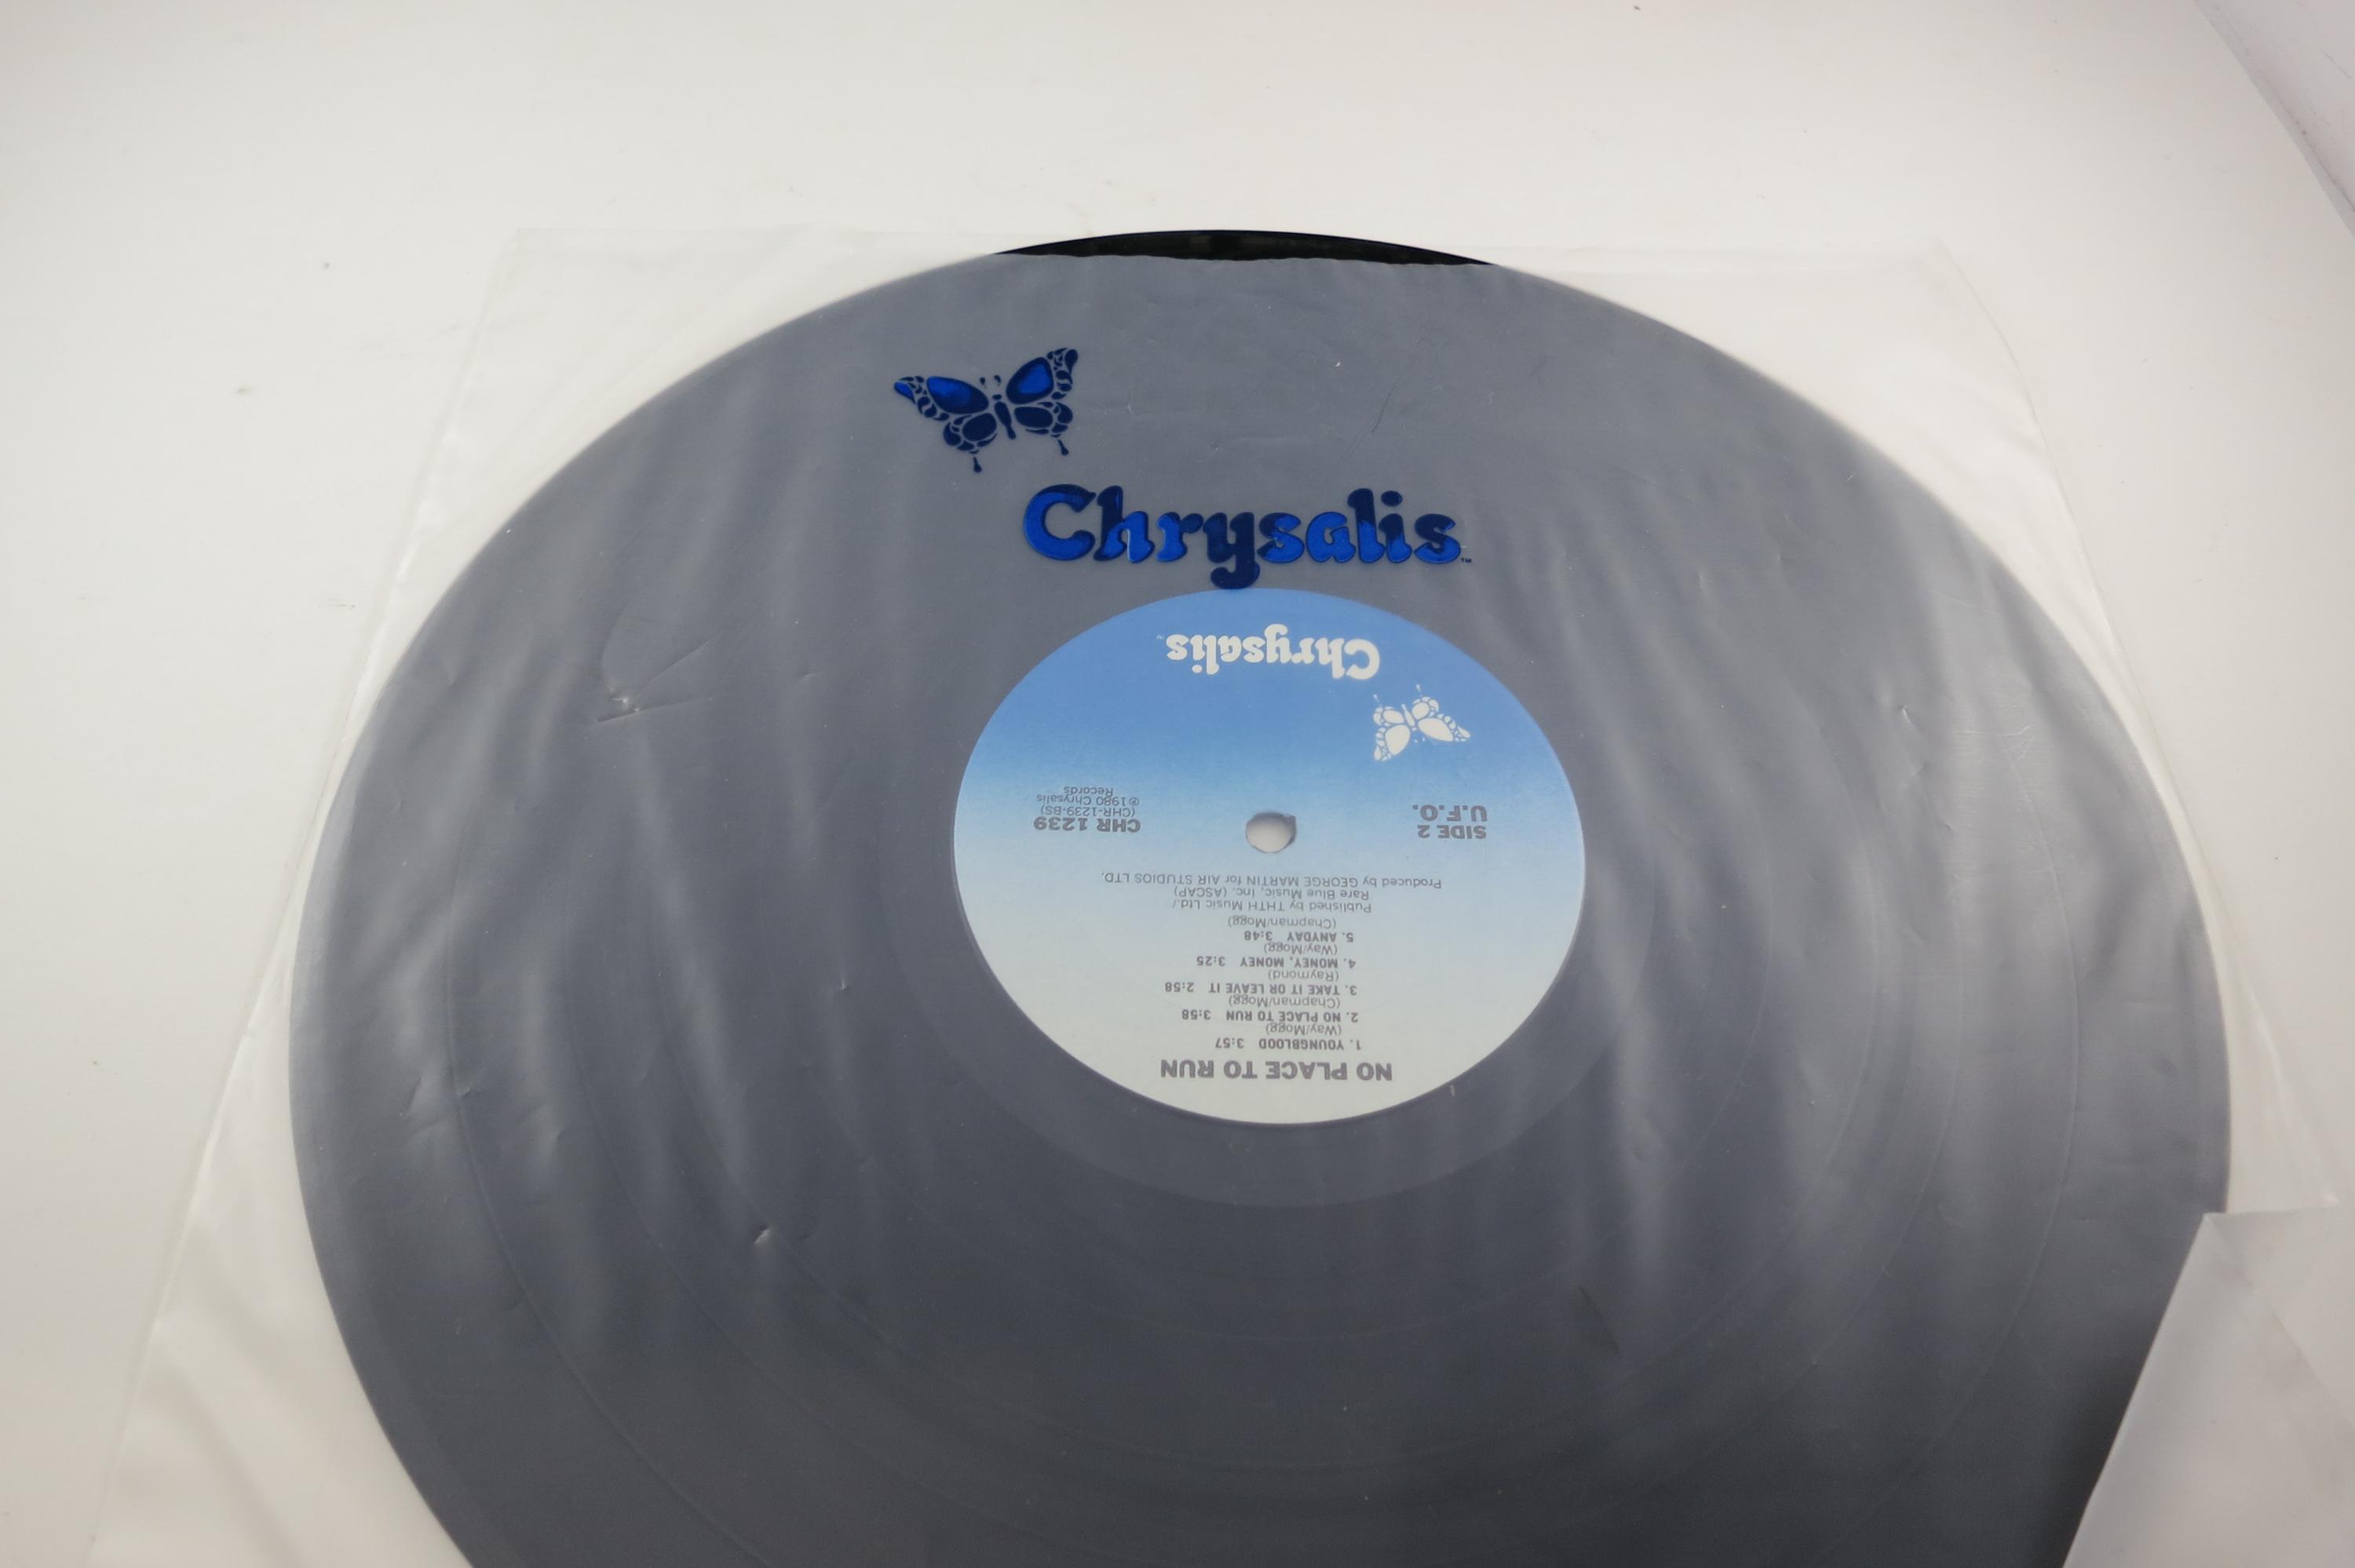 Chrysalis™
Chrysalis™
SIDE 2
U.F.O.
CHR 1239
(CHR-1239-BS)
℗1980 Chrysalis
Records
Produced by GEORGE MARTIN for AIR STUDIOS LTD.
Rare Blue Music, Inc. (ASCAP)
Published by THTH Music Ltd./
(Chapman/Mogg)
5. ANYDAY 3:48
(Way/Mogg)
4. MONEY, MONEY 3:25
(Raymond)
3. TAKE IT OR LEAVE IT 2:58
(Chapman/Mogg)
2. NO PLACE TO RUN 3:58
(Way/Mogg)
1. YOUNGBLOOD 3:57
NO PLACE TO RUN